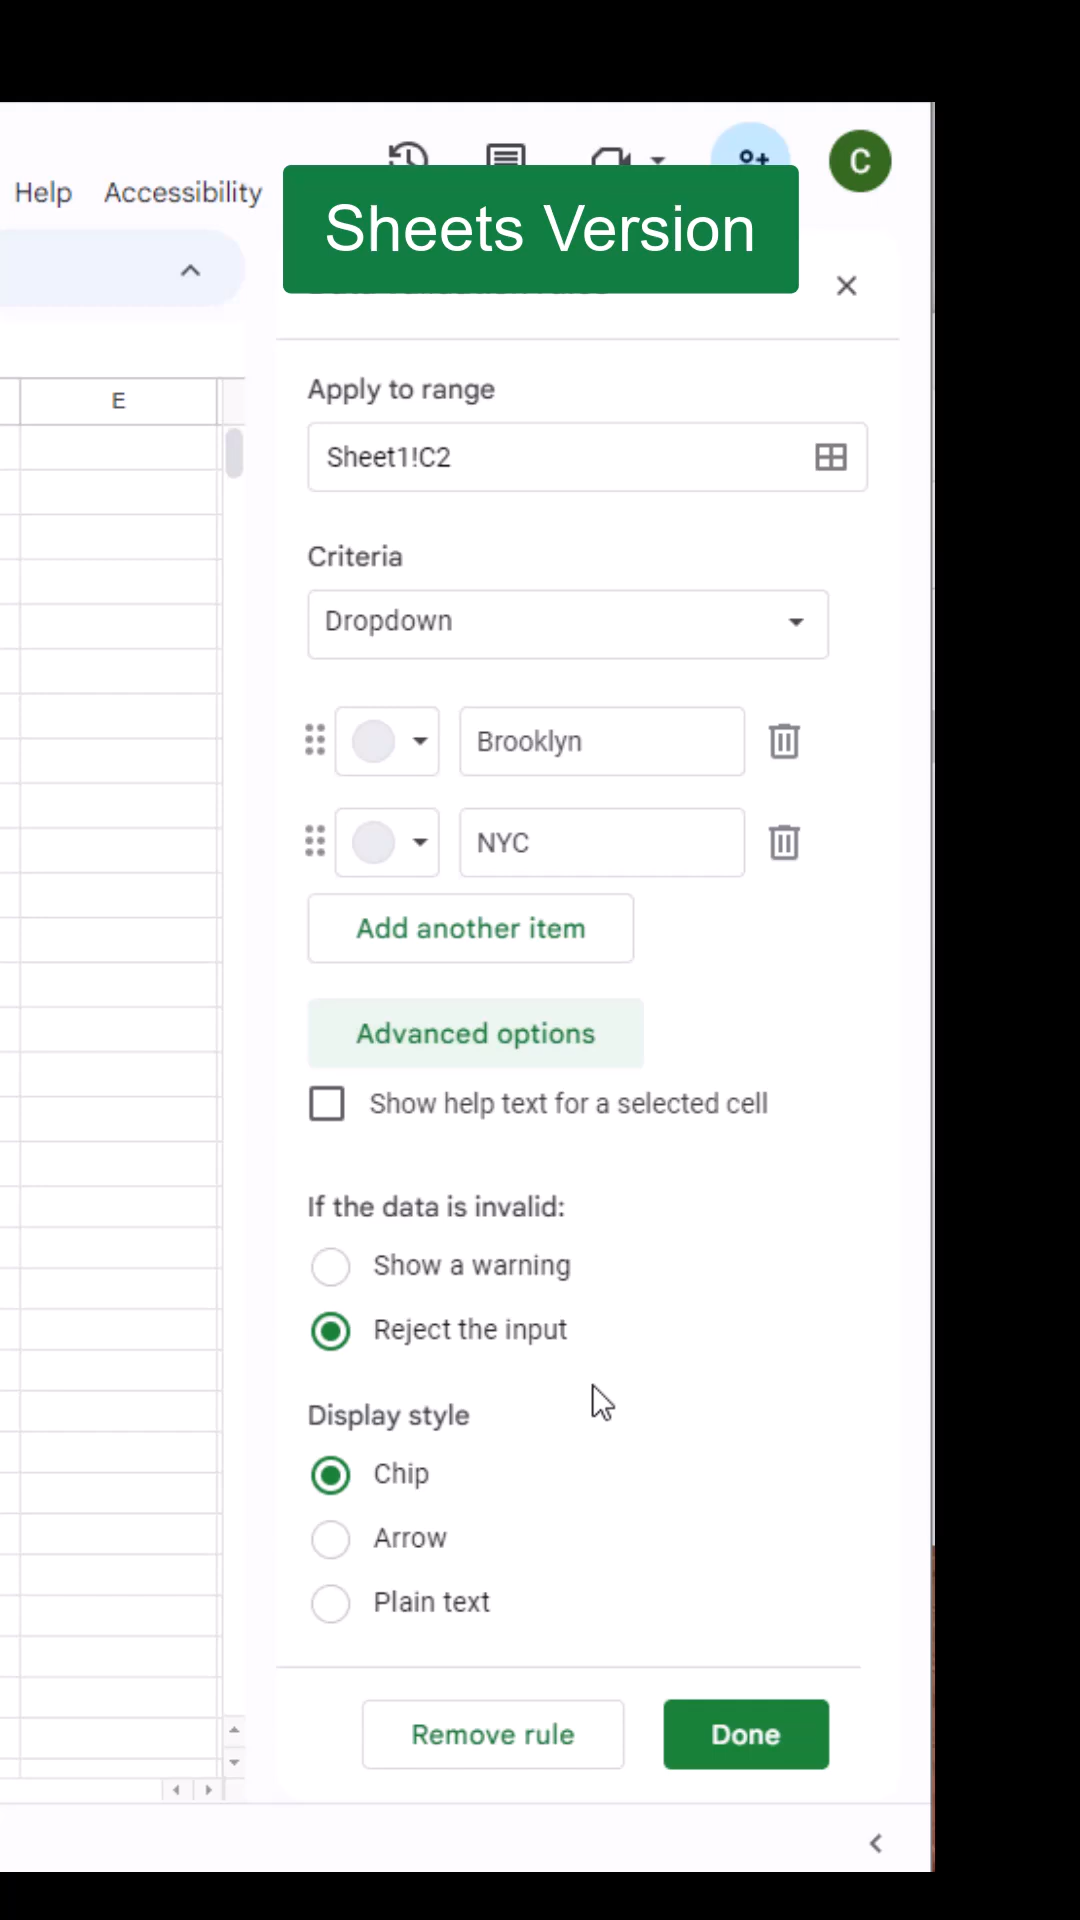 C
Help Accessibility
Sheets Version
E
Apply to range
Sheet1!C2
Criteria
Dropdown
Brooklyn
NYC
Add another item
Advanced options
Show help text for a selected cell
If the data is invalid:
Show a warning
Reject the input
Display style
Chip
Arrow
Plain text
Remove rule
Done